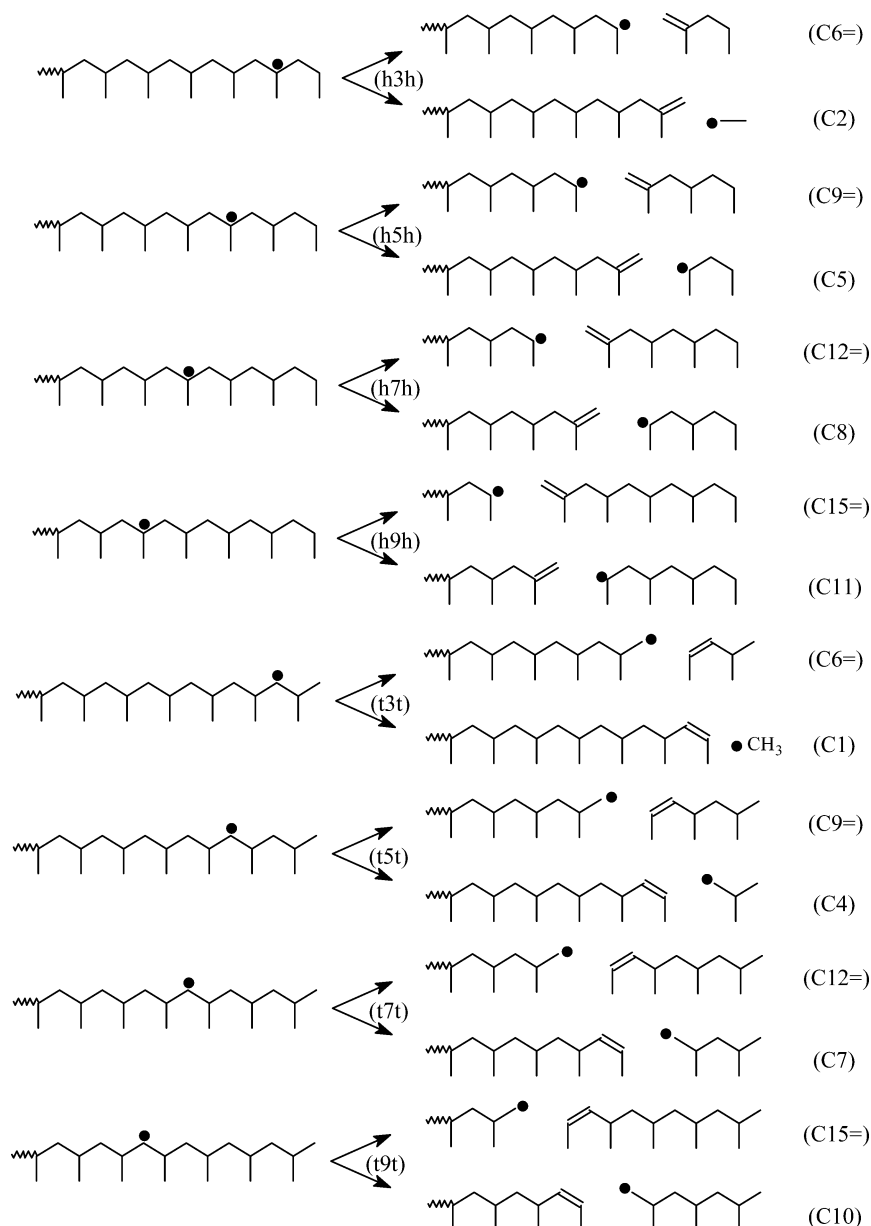 (C6=)
(h3h)
(C2)
(C9=)
(h5h)
(C5)
(C12=)
(h7h)
(C8)
(C15=)
(h9h)
(C11)
(C6=)
(t3t)
CH3 (C1)
(C9=)
(t5t)
(C4)
(C12=)
(t7t)
(C7)
(C15=)
(t9t)
(C10)